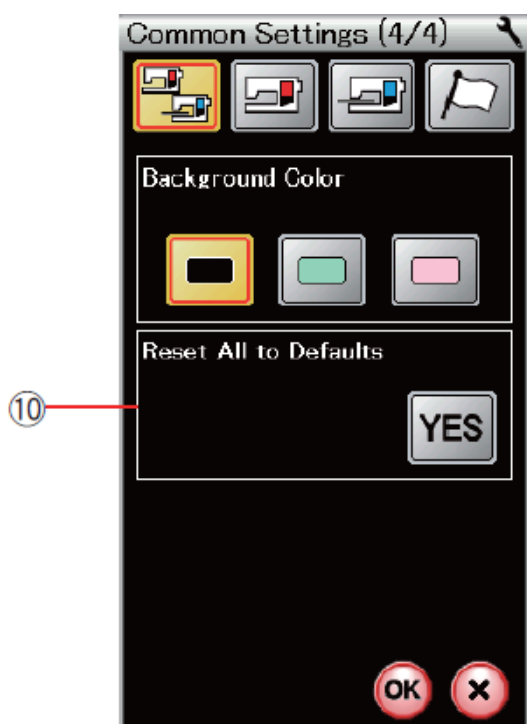 Common Settings (4/4)
Background Color
Reset All to Defaults
⑩
YES
OK